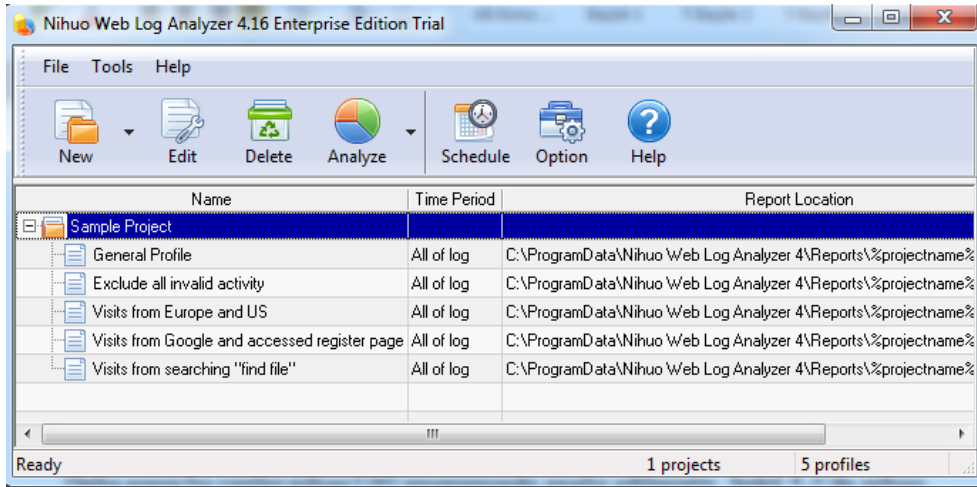 Nihuo Web Log Analyzer 4.16 Enterprise Edition Trial
File Tools Help
New Edit Delete Analyze Schedule Option Help
Name Time Period Report Location
Sample Project
General Profile All of log C:\ProgramData\Nihuo Web Log Analyzer 4\Reports\%projectname%
Exclude all invalid activity All of log C:\ProgramData\Nihuo Web Log Analyzer 4\Reports\%projectname%
Visits from Europe and US All of log C:\ProgramData\Nihuo Web Log Analyzer 4\Reports\%projectname%
Visits from Google and accessed register page All of log C:\ProgramData\Nihuo Web Log Analyzer 4\Reports\%projectname%
Visits from searching "find file" All of log C:\ProgramData\Nihuo Web Log Analyzer 4\Reports\%projectname%
Ready 1 projects 5 profiles